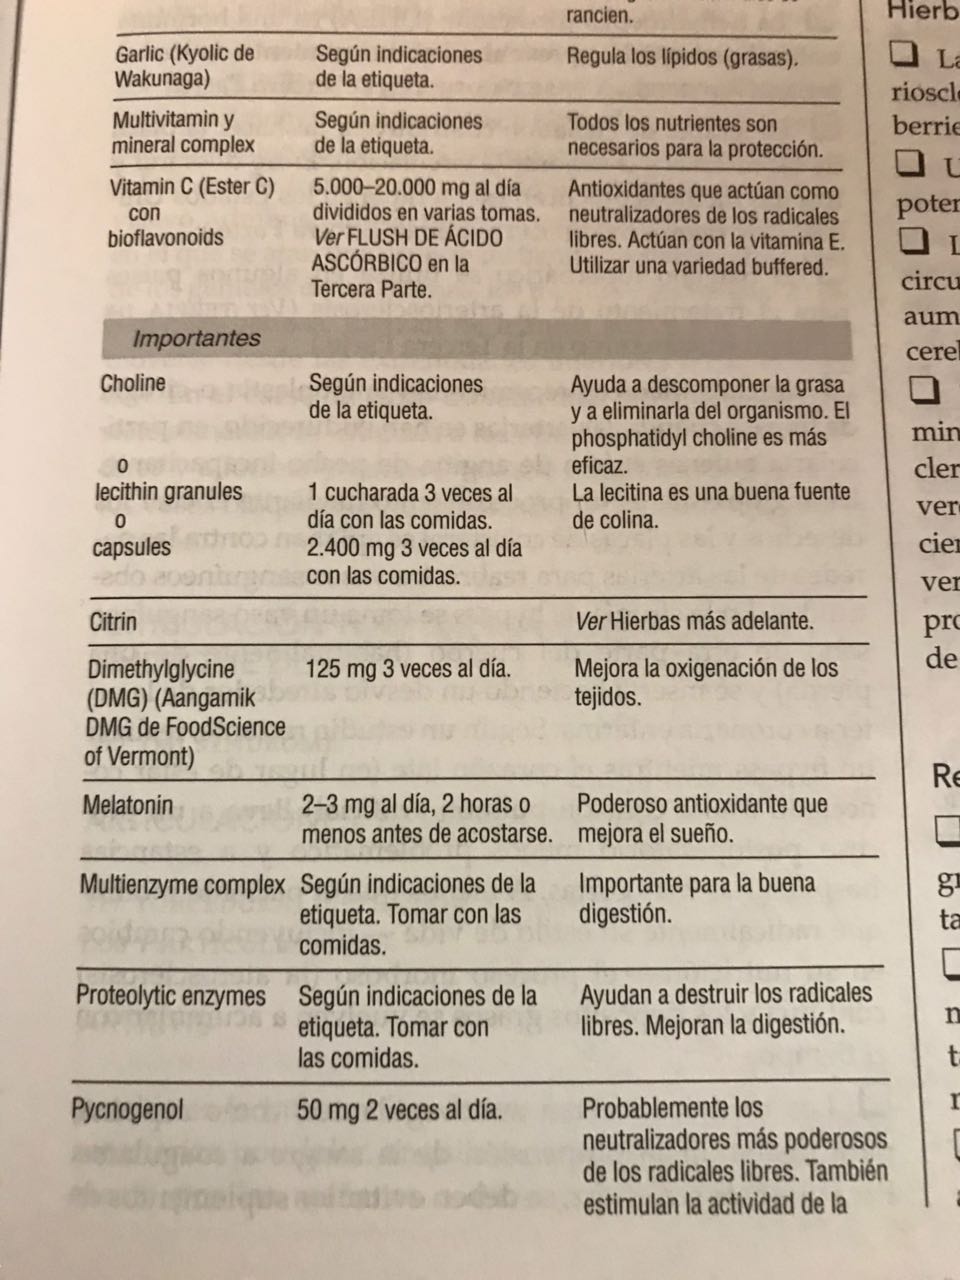 rancien.
Garlic (Kyolic de Según indicaciones Regula los lípidos (grasas).
Wakunaga) de la etiqueta.
Multivitamin y Según indicaciones Todos los nutrientes son
mineral complex de la etiqueta. necesarios para la protección.
Vitamin C (Ester C) 5.000–20.000 mg al día Antioxidantes que actúan como
con divididos en varias tomas. neutralizadores de los radicales
bioflavonoids Ver FLUSH DE ÁCIDO libres. Actúan con la vitamina E.
ASCÓRBICO en la Utilizar una variedad buffered.
Tercera Parte.
Importantes
Choline Según indicaciones Ayuda a descomponer la grasa
de la etiqueta. y a eliminarla del organismo. El
phosphatidyl choline es más
o eficaz.
lecithin granules 1 cucharada 3 veces al La lecitina es una buena fuente
o día con las comidas. de colina.
capsules 2.400 mg 3 veces al día
con las comidas.
Citrin Ver Hierbas más adelante.
Dimethylglycine 125 mg 3 veces al día. Mejora la oxigenación de los
(DMG) (Aangamik tejidos.
DMG de FoodScience
of Vermont)
Melatonin 2–3 mg al día, 2 horas o Poderoso antioxidante que
menos antes de acostarse. mejora el sueño.
Multienzyme complex Según indicaciones de la Importante para la buena
etiqueta. Tomar con las digestión.
comidas.
Proteolytic enzymes Según indicaciones de la Ayudan a destruir los radicales
etiqueta. Tomar con libres. Mejoran la digestión.
las comidas.
Pycnogenol 50 mg 2 veces al día. Probablemente los
neutralizadores más poderosos
de los radicales libres. También
estimulan la actividad de la
Hierb
La
rioscle
berrie
U
poter
L
circu
aum
cerel
min
cler
ver
cien
ver
pro
de
Re